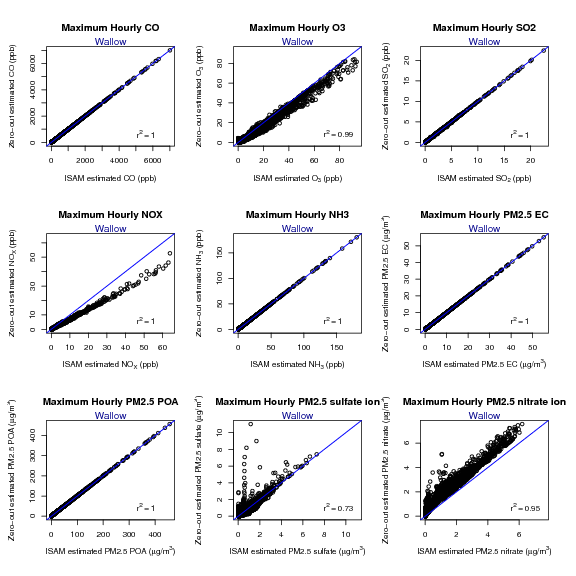 Maximum Hourly CO
Wallow
Zero−out estimated CO (ppb)
0 2000 4000 6000
r² = 1
0 2000 4000 6000
ISAM estimated CO (ppb)
Maximum Hourly O3
Wallow
Zero−out estimated O₃ (ppb)
0 20 40 60 80
r² = 0.99
0 20 40 60 80
ISAM estimated O₃ (ppb)
Maximum Hourly SO2
Wallow
Zero−out estimated SO₂ (ppb)
0 5 10 15 20
r² = 1
0 5 10 15 20
ISAM estimated SO₂ (ppb)
Maximum Hourly NOX
Wallow
Zero−out estimated NOX (ppb)
0 10 30 50
r² = 1
0 10 20 30 40 50 60
ISAM estimated NOX (ppb)
Maximum Hourly NH3
Wallow
Zero−out estimated NH₃ (ppb)
0 50 100 150
r² = 1
0 50 100 150
ISAM estimated NH₃ (ppb)
Maximum Hourly PM2.5 EC
Wallow
Zero−out estimated PM2.5 EC (µg/m³)
0 10 20 30 40 50
r² = 1
0 10 20 30 40 50
ISAM estimated PM2.5 EC (µg/m³)
Maximum Hourly PM2.5 POA
Wallow
Zero−out estimated PM2.5 POA (µg/m³)
0 100 200 300 400
r² = 1
0 100 200 300 400
ISAM estimated PM2.5 POA (µg/m³)
Maximum Hourly PM2.5 sulfate Ion
Wallow
Zero−out estimated PM2.5 sulfate (µg/m³)
0 2 4 6 8 10
r² = 0.73
0 2 4 6 8 10
ISAM estimated PM2.5 sulfate (µg/m³)
Maximum Hourly PM2.5 nitrate Ion
Wallow
Zero−out estimated PM2.5 nitrate (µg/m³)
0 2 4 6
r² = 0.95
0 2 4 6
ISAM estimated PM2.5 nitrate (µg/m³)